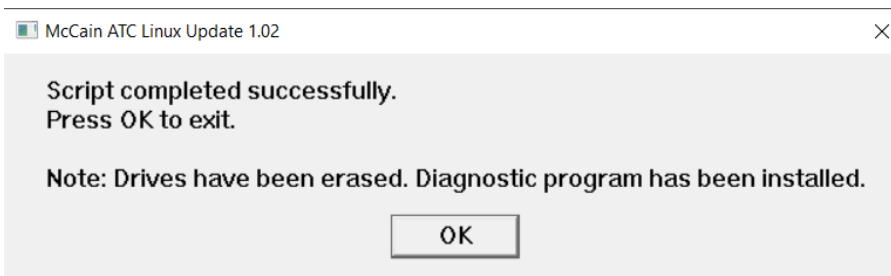 McCain ATC Linux Update 1.02
Script completed successfully.
Press OK to exit.
Note: Drives have been erased. Diagnostic program has been installed.
OK